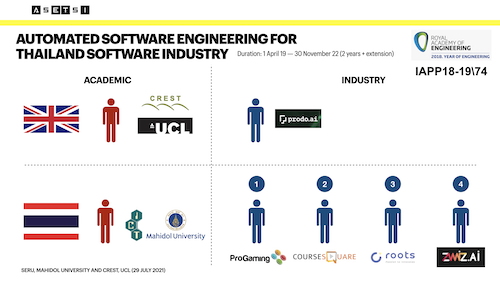 ASETSI
AUTOMATED SOFTWARE ENGINEERING FOR
THAILAND SOFTWARE INDUSTRY
Duration: 1 April 19 — 30 November 22 (2 years + extension)
ROYAL
ACADEMY OF
ENGINEERING
2018, YEAR OF ENGINEERING
IAPP18-19\74
ACADEMIC
INDUSTRY
CREST
UCL
prodo.ai
1
2
3
4
ICT
Mahidol University
ProGaming
COURSESQUARE
roots
ZWIZ.AI
SERU, MAHIDOL UNIVERSITY AND CREST, UCL (29 JULY 2021)